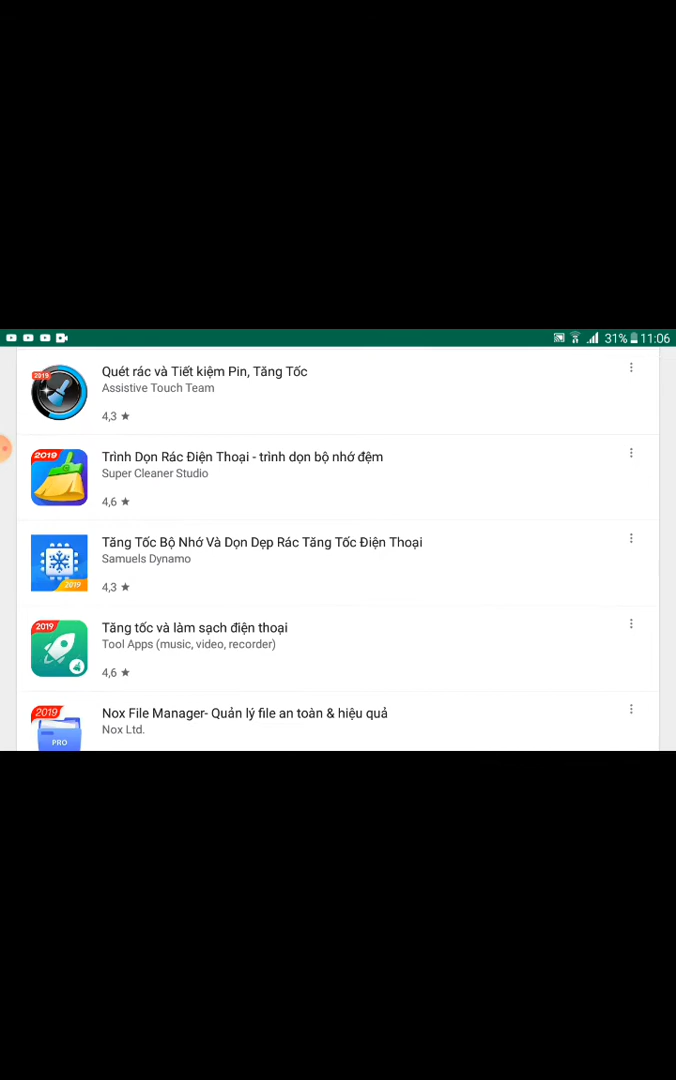 31% 11:06
2019
Quét rác và Tiết kiệm Pin, Tăng Tốc
Assistive Touch Team
4,3 ★
2019
Trình Dọn Rác Điện Thoại - trình dọn bộ nhớ đệm
Super Cleaner Studio
4,6 ★
Tăng Tốc Bộ Nhớ Và Dọn Dẹp Rác Tăng Tốc Điện Thoại
Samuels Dynamo
2019
4,3 ★
2019
Tăng tốc và làm sạch điện thoại
Tool Apps (music, video, recorder)
4,6 ★
2019
Nox File Manager- Quản lý file an toàn & hiệu quả
Nox Ltd.
PRO